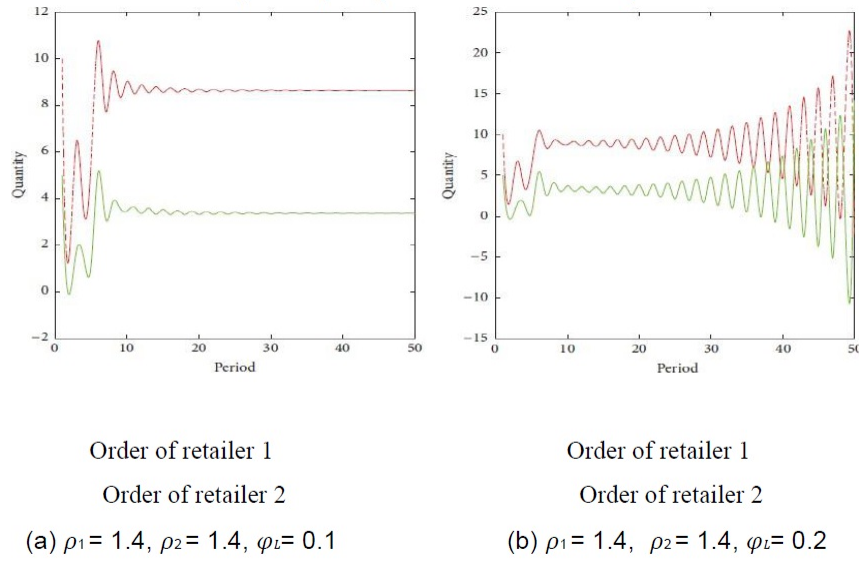 12
10
8
6
4
2
0
−2
Quantity
0 10 20 30 40 50
Period
25
20
15
10
5
0
−5
−10
−15
Quantity
0 10 20 30 40 50
Period
Order of retailer 1
Order of retailer 2
(a) ρ1 = 1.4, ρ2 = 1.4, φL= 0.1
Order of retailer 1
Order of retailer 2
(b) ρ1 = 1.4, ρ2 = 1.4, φL= 0.2